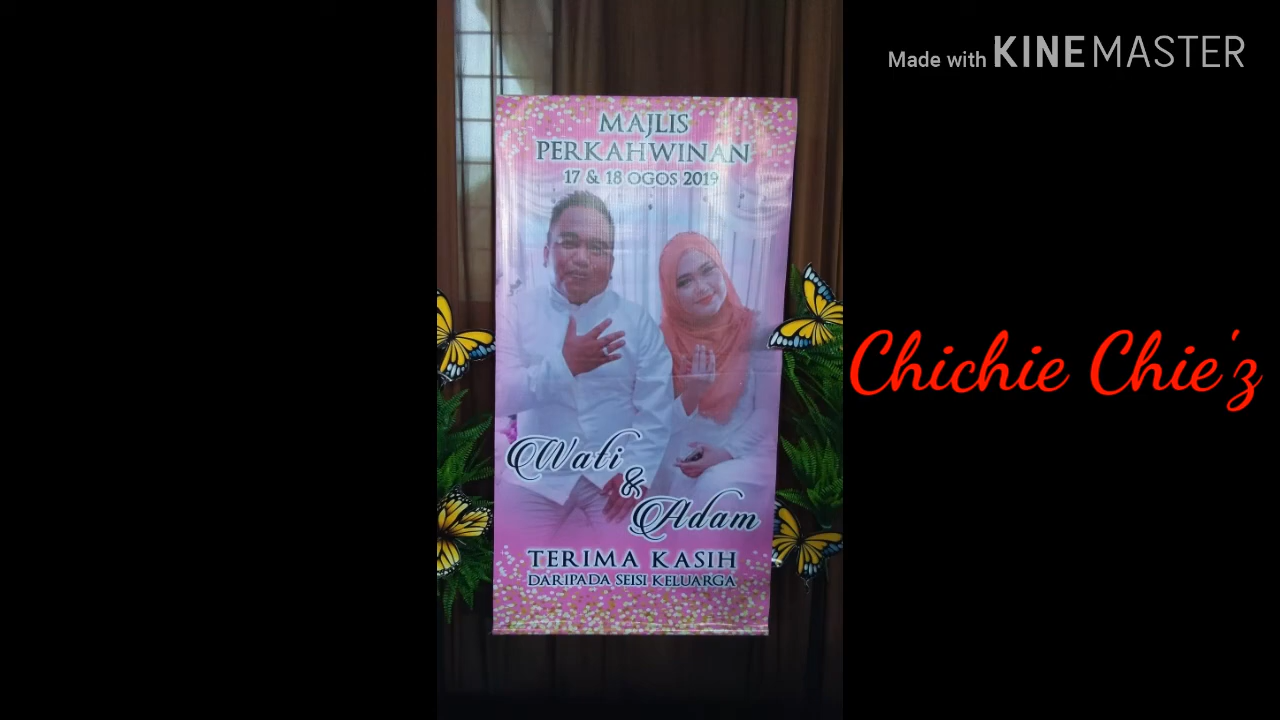 Made with KINEMASTER
MAJLIS
PERKAHWINAN
17 & 18 OGOS 2019
Chichie Chie'z
Wati
&
Adam
TERIMA KASIH
DARIPADA SEISI KELUARGA